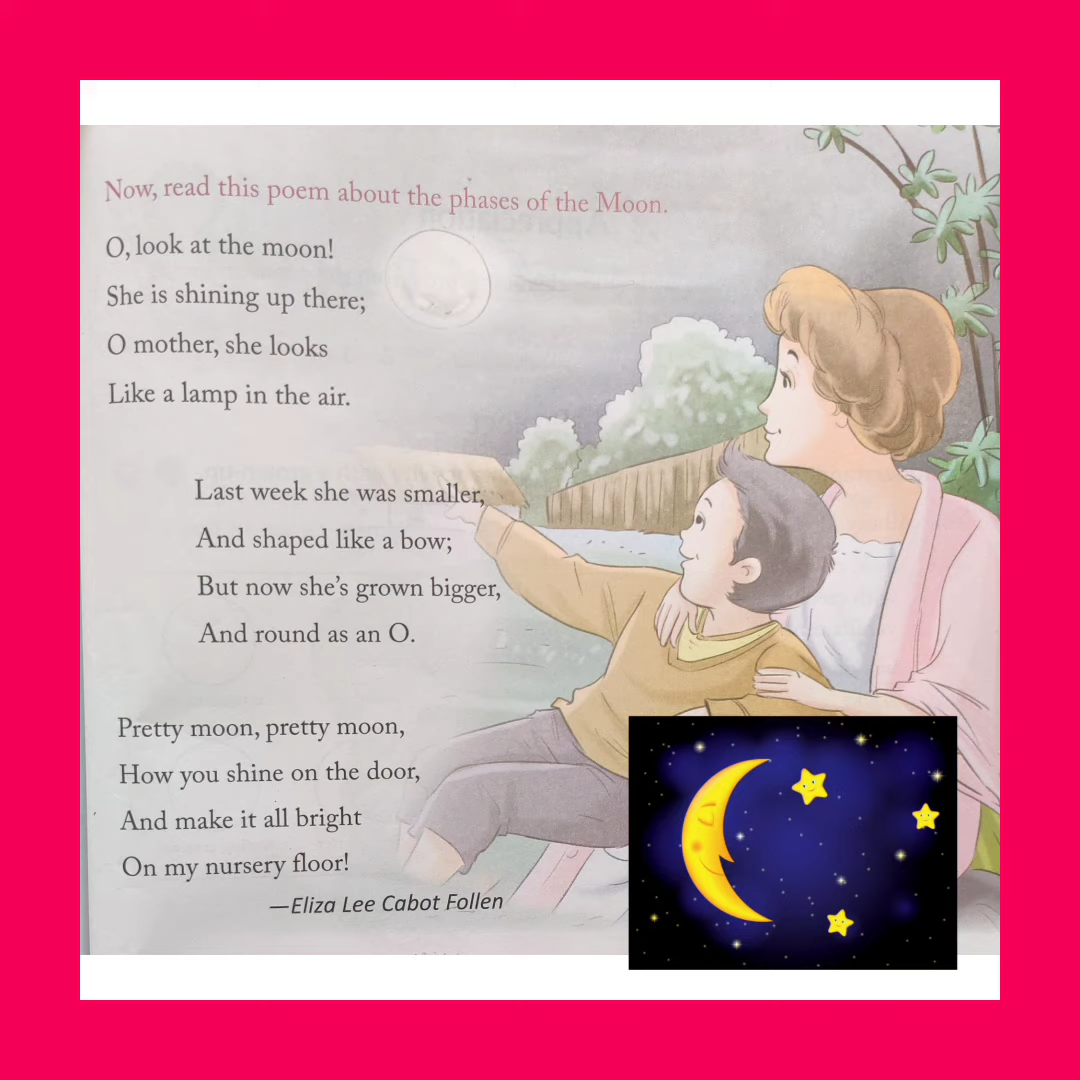 Now, read this poem about the phases of the Moon.
O, look at the moon!
She is shining up there;
O mother, she looks
Like a lamp in the air.
Last week she was smaller,
And shaped like a bow;
But now she's grown bigger,
And round as an O.
Pretty moon, pretty moon,
How you shine on the door,
And make it all bright
On my nursery floor!
—Eliza Lee Cabot Follen